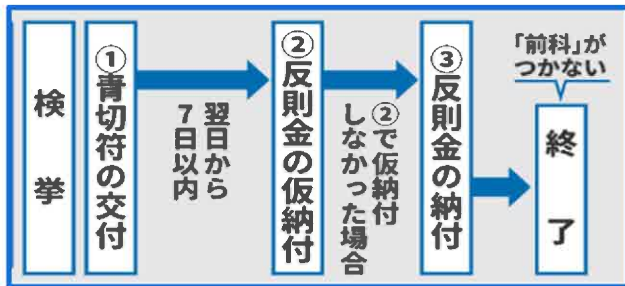 検挙
①青切符の交付
翌日から
7日以内
②反則金の仮納付
②で仮納付
しなかった場合
③反則金の納付
「前科」が
つかない
終了